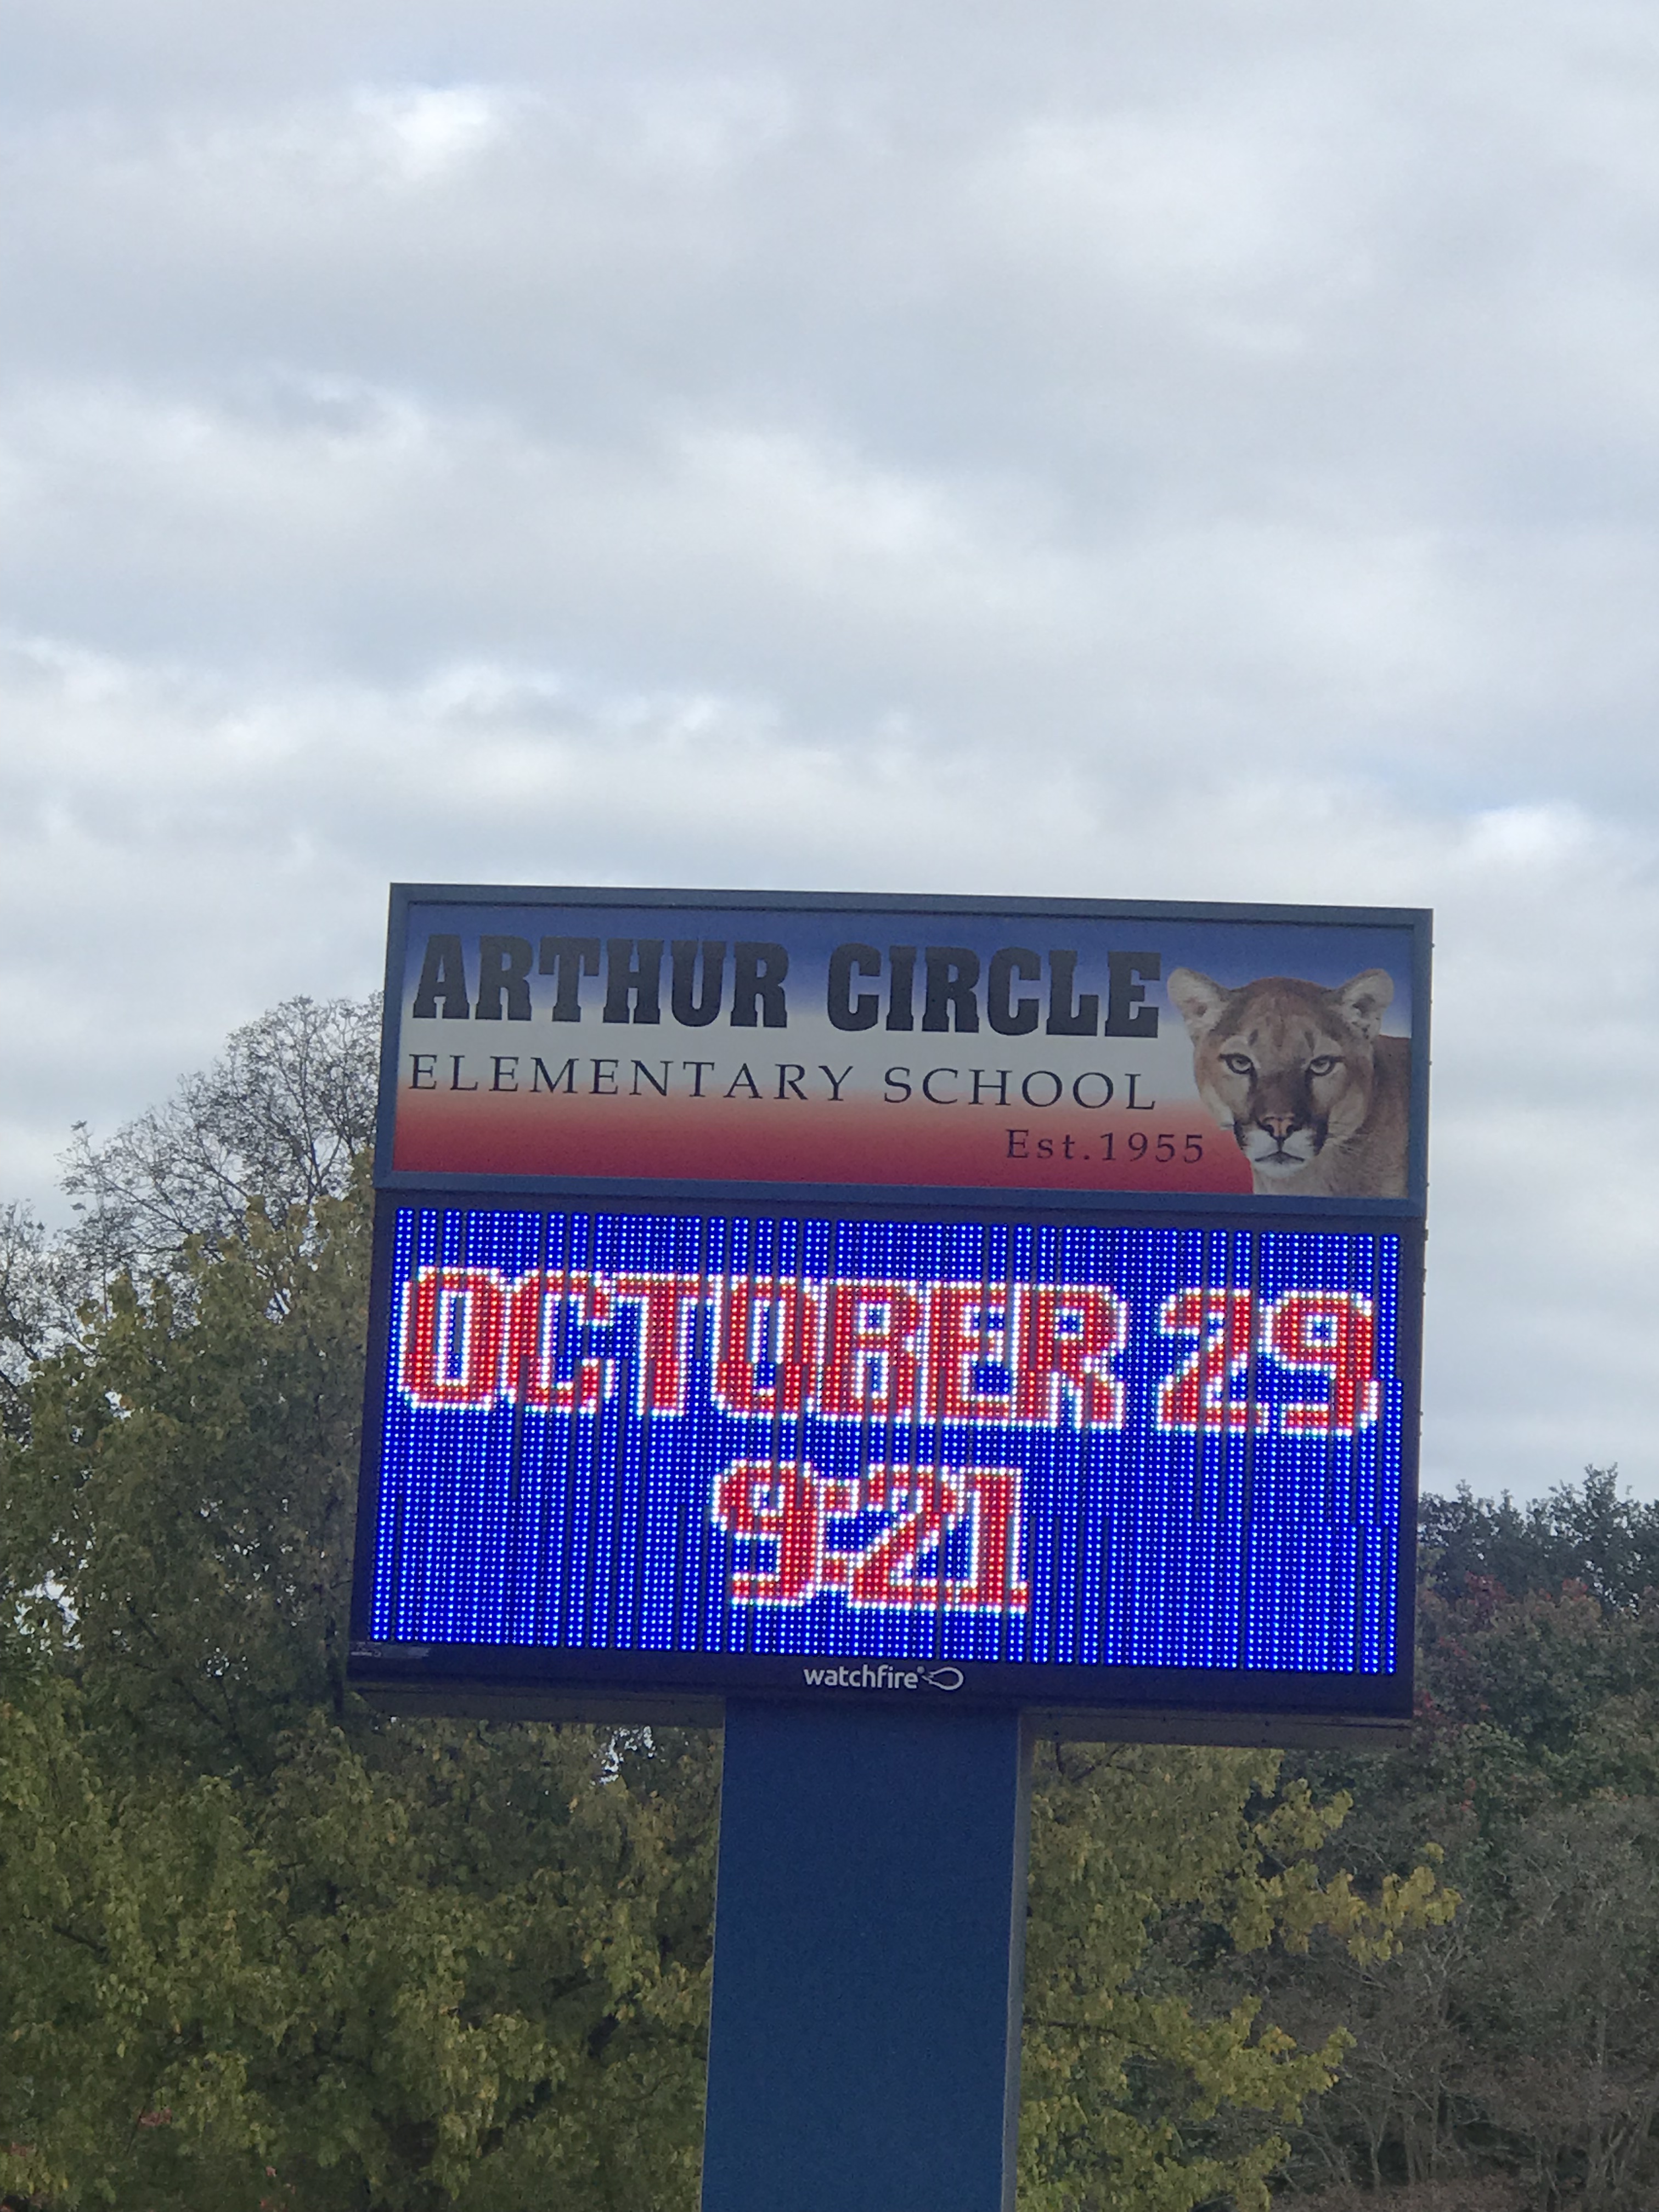 ARTHUR CIRCLE
ELEMENTARY SCHOOL
Est.1955
OCTOBER 29
9:21
watchfire®